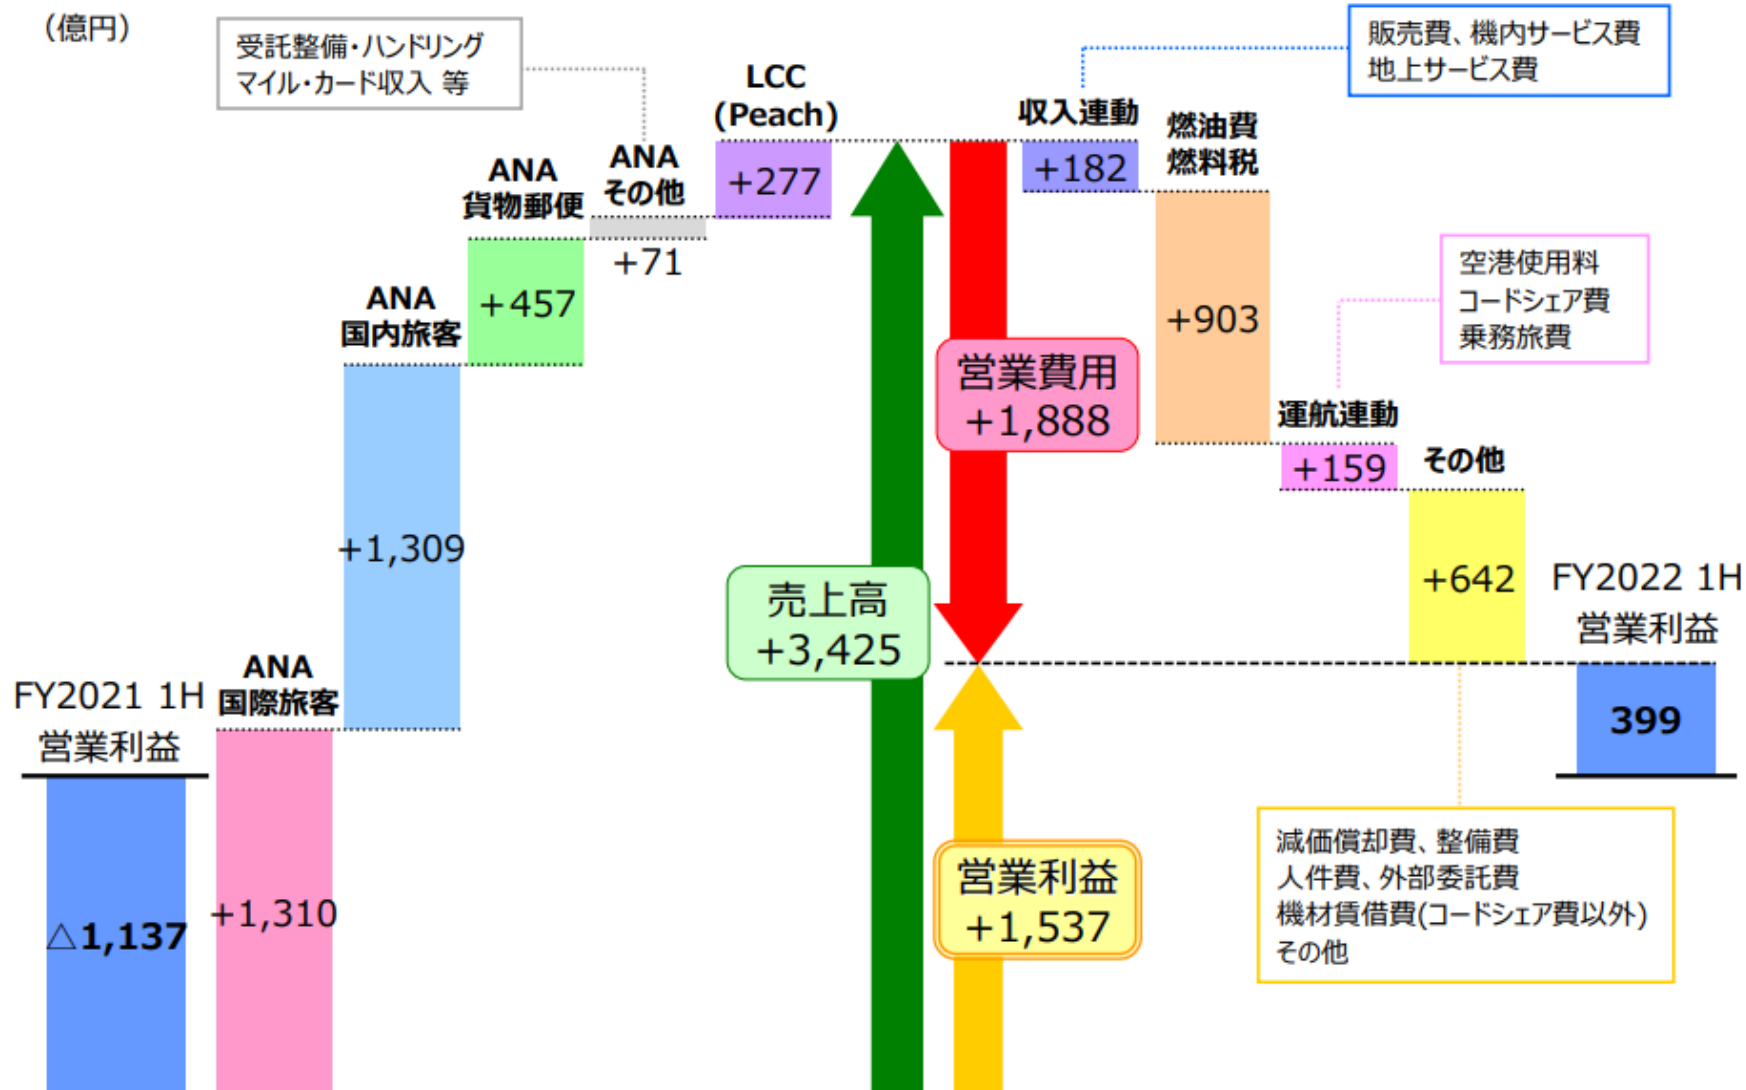 (億円)
受託整備・ハンドリング
マイル・カード収入 等
販売費、機内サービス費
地上サービス費
LCC
(Peach)
収入連動
燃油費
燃料税
ANA
貨物郵便
ANA
その他
+277
+182
+71
空港使用料
コードシェア費
乗務旅費
ANA
国内旅客
+457
+903
営業費用
+1,888
運航連動
+159
その他
+1,309
売上高
+3,425
+642
FY2022 1H
営業利益
399
ANA
国際旅客
FY2021 1H
営業利益
△1,137
+1,310
営業利益
+1,537
減価償却費、整備費
人件費、外部委託費
機材賃借費(コードシェア費以外)
その他